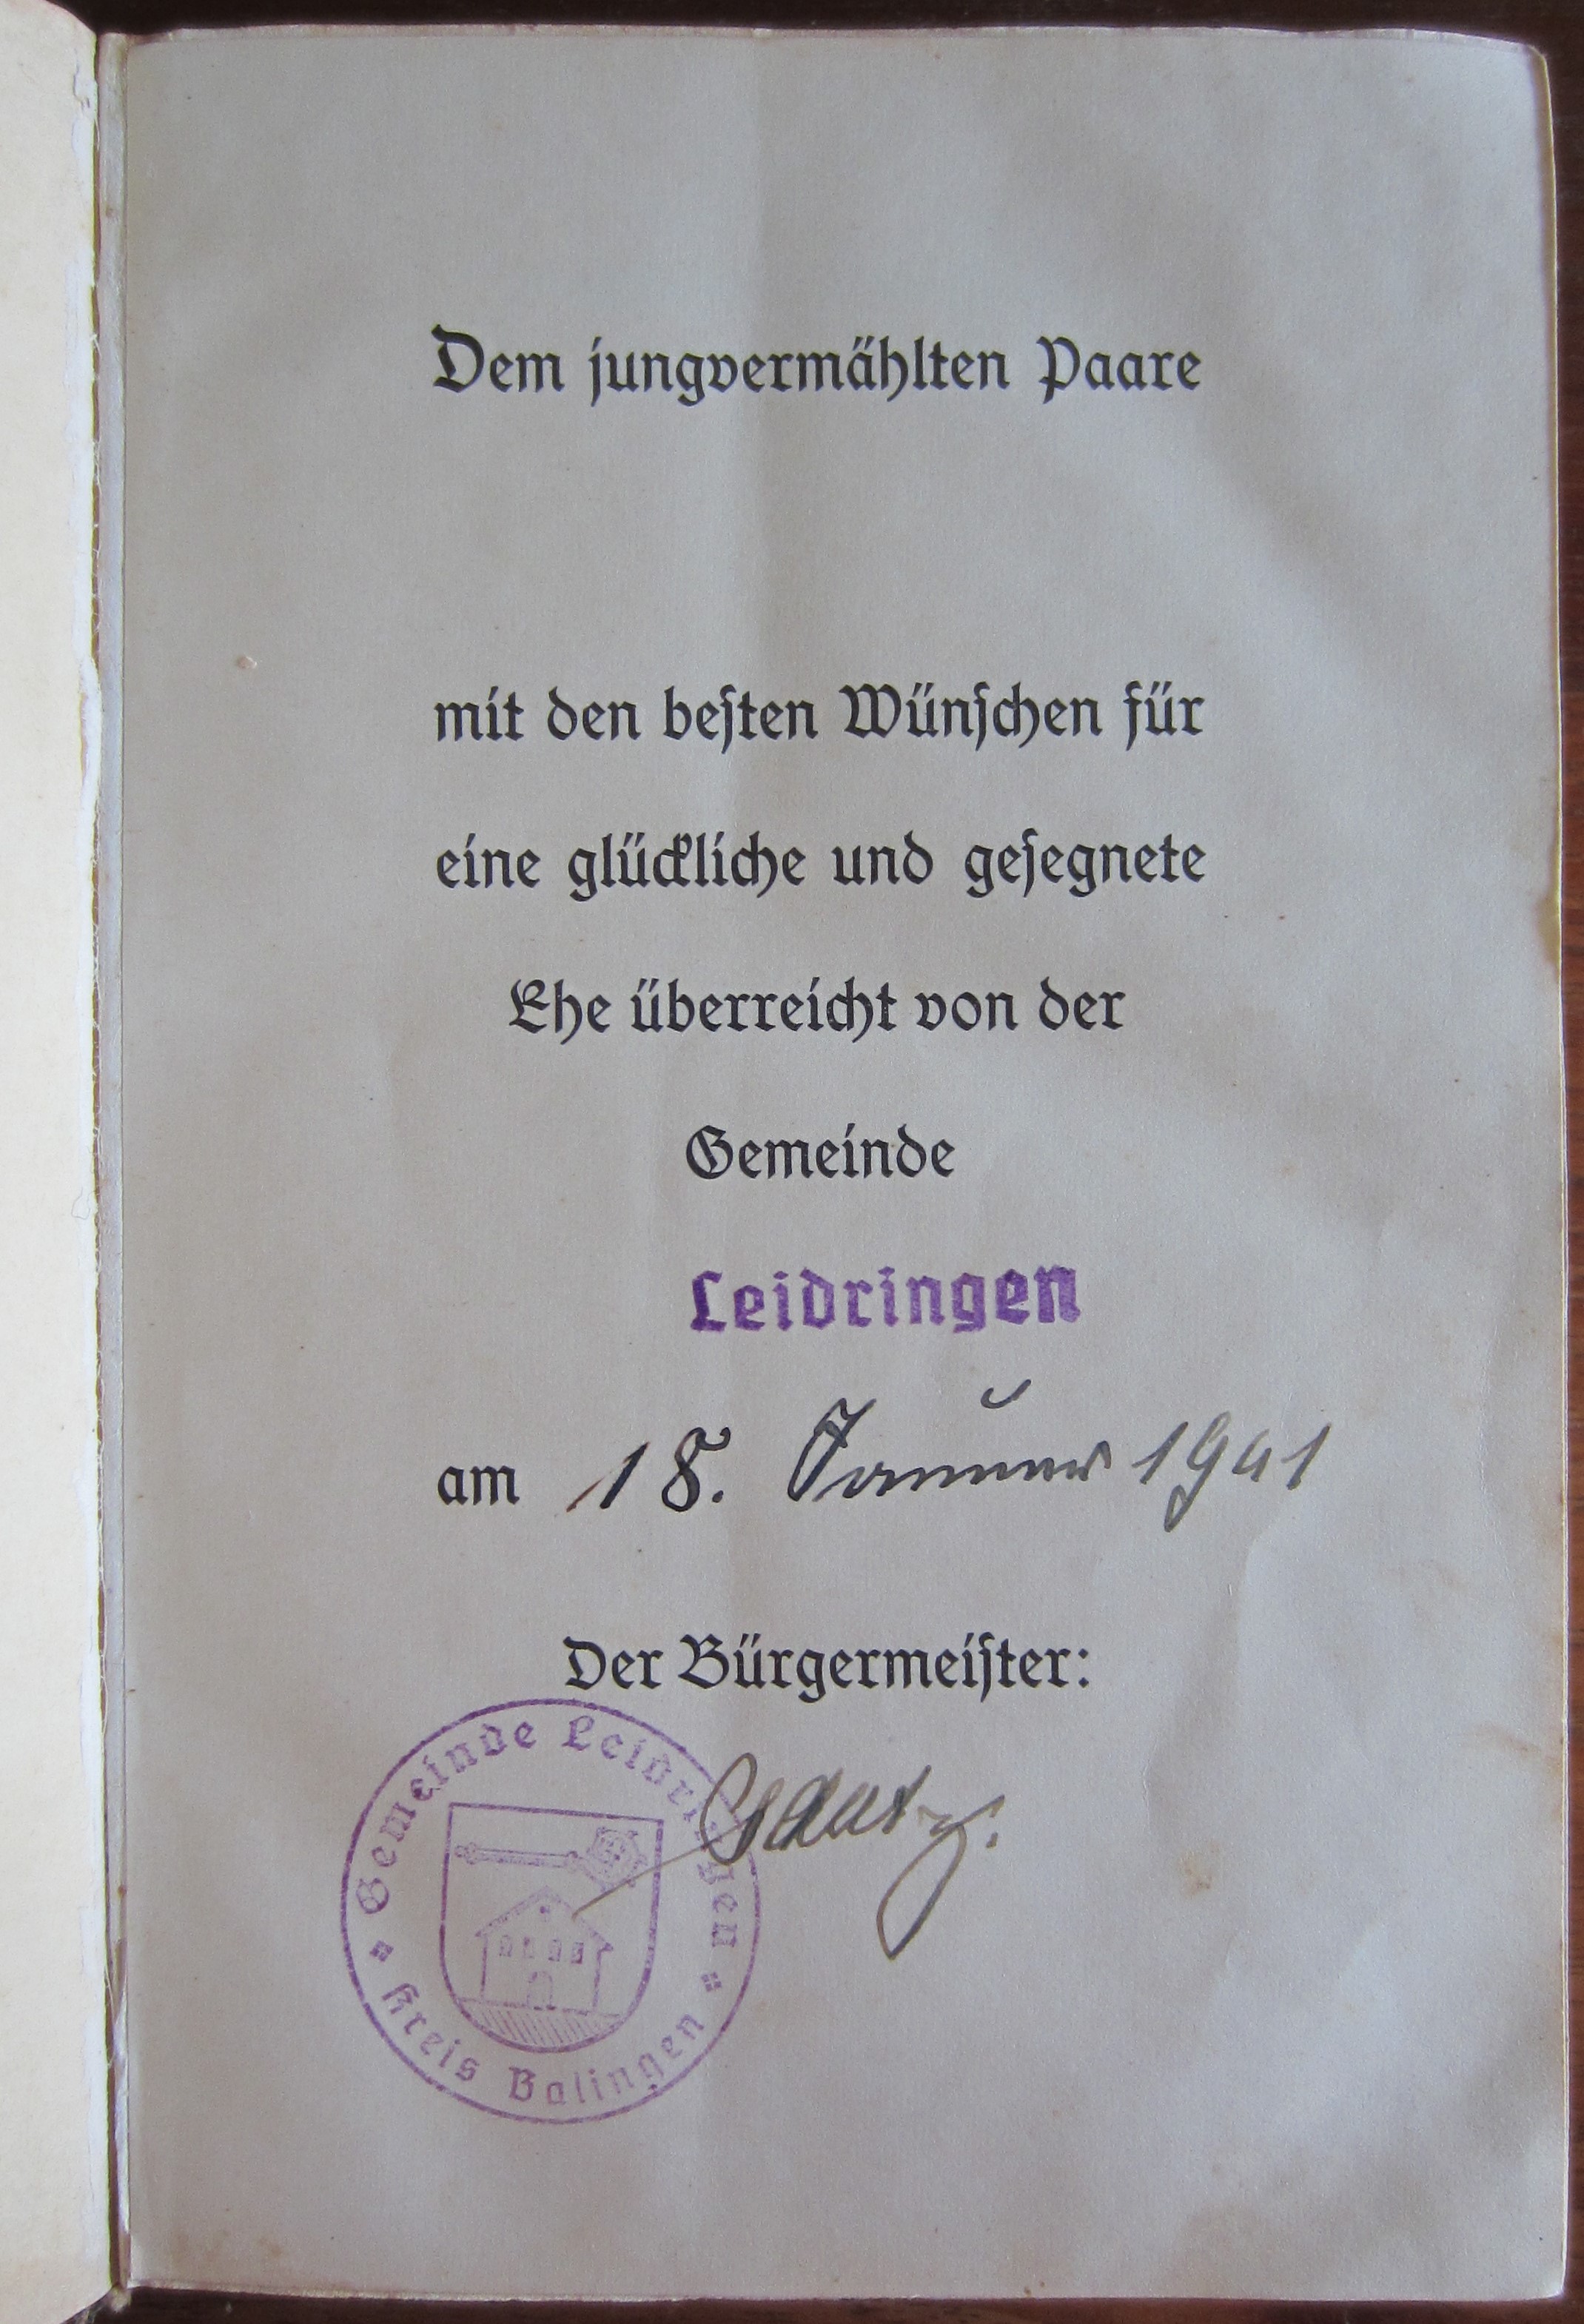 Dem jungvermählten Paare
mit den besten Wünschen für
eine glückliche und gesegnete
Ehe überreicht von der
Gemeinde
Leidringen
am 18. Januar 1941
Der Bürgermeister:
Gemeinde Leidringen
Kreis Balingen